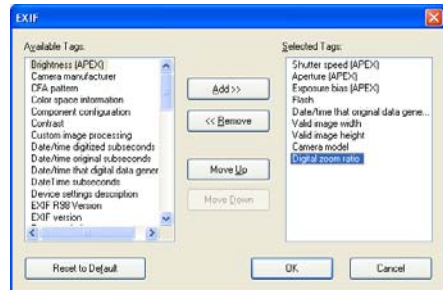 EXIF
Available Tags:
Brightness (APEX)
Camera manufacturer
CFA pattern
Color space information
Component configuration
Contrast
Custom image processing
Date/time digitized subseconds
Date/time original subseconds
Date/time that digital data gener
DateTime subseconds
Device settings description
EXIF R98 Version
EXIF version
Add >>
<< Remove
Move Up
Move Down
Selected Tags:
Shutter speed (APEX)
Aperture (APEX)
Exposure bias (APEX)
Flash
Date/time that original data gene...
Valid image width
Valid image height
Camera model
Digital zoom ratio
Reset to Default
OK
Cancel